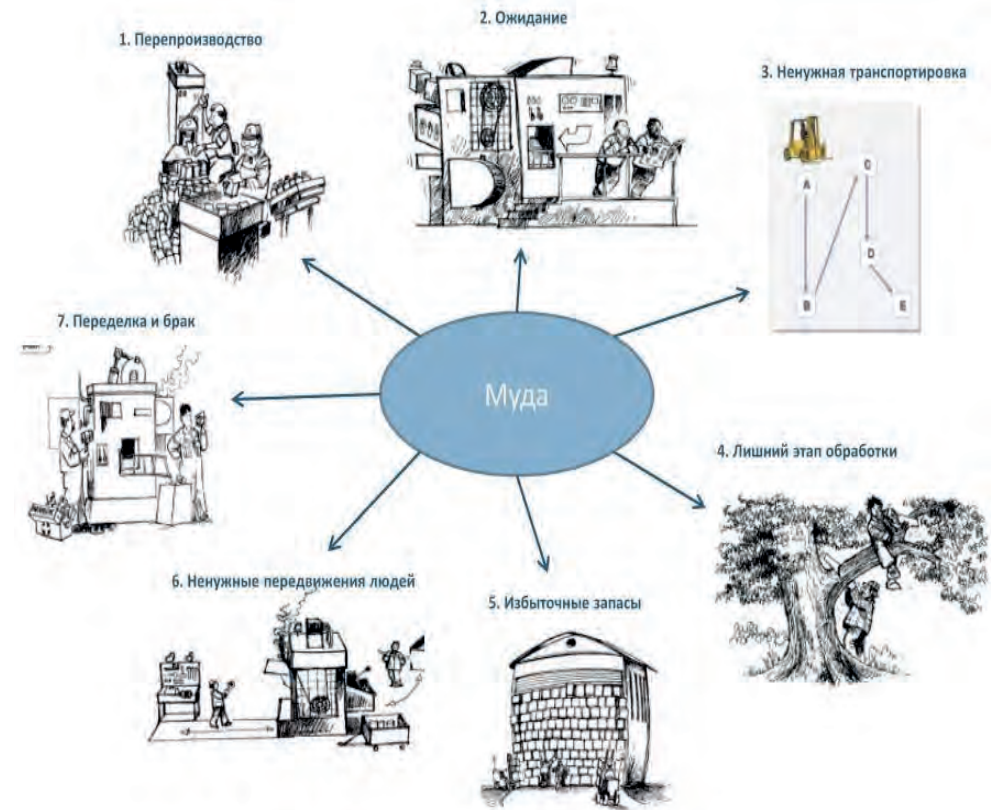 1. Перепроизводство
2. Ожидание
3. Ненужная транспортировка
A
C
D
B
E
7. Переделка и брак
Муда
4. Лишний этап обработки
6. Ненужные передвижения людей
5. Избыточные запасы